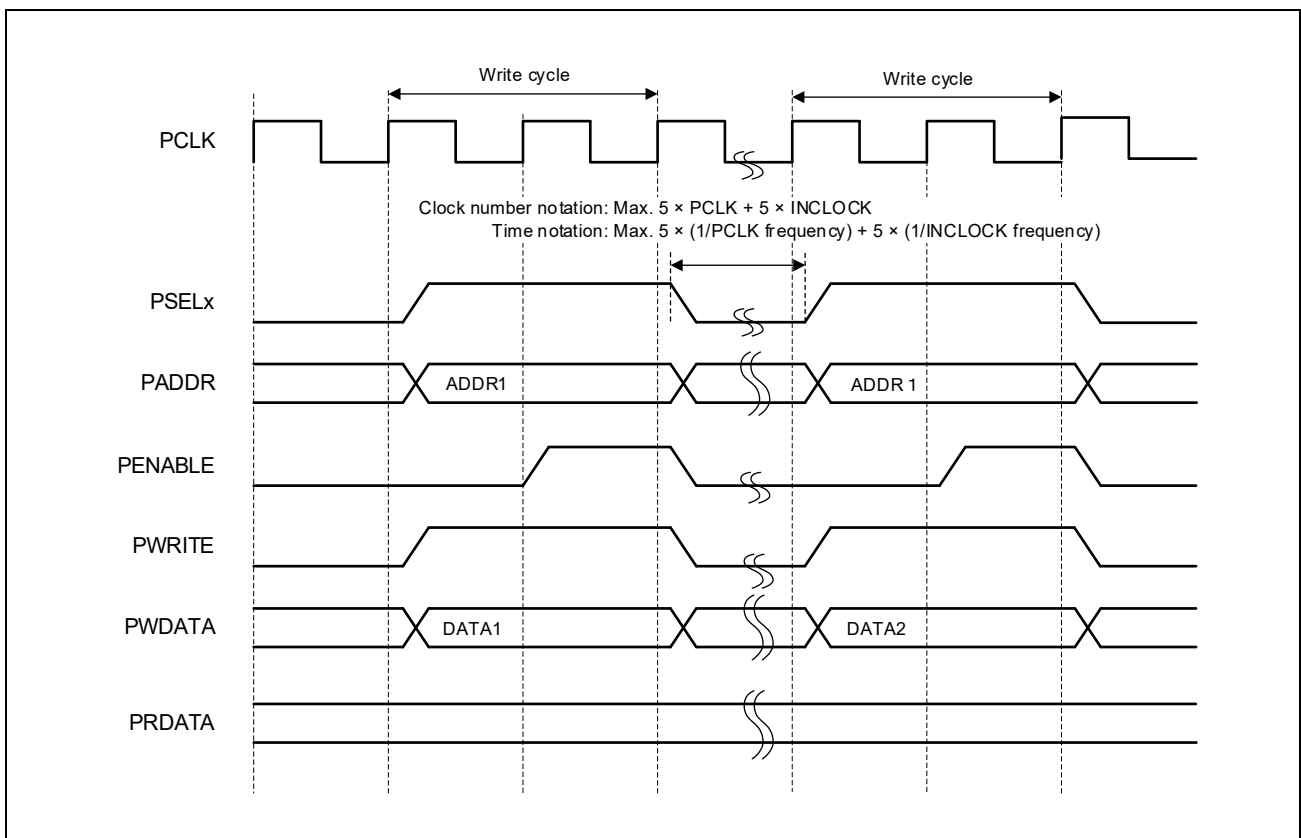 Write cycle
Write cycle
PCLK
Clock number notation: Max. 5 × PCLK + 5 × INCLOCK
Time notation: Max. 5 × (1/PCLK frequency) + 5 × (1/INCLOCK frequency)
PSELx
PADDR
ADDR1
ADDR 1
PENABLE
PWRITE
PWDATA
DATA1
DATA2
PRDATA